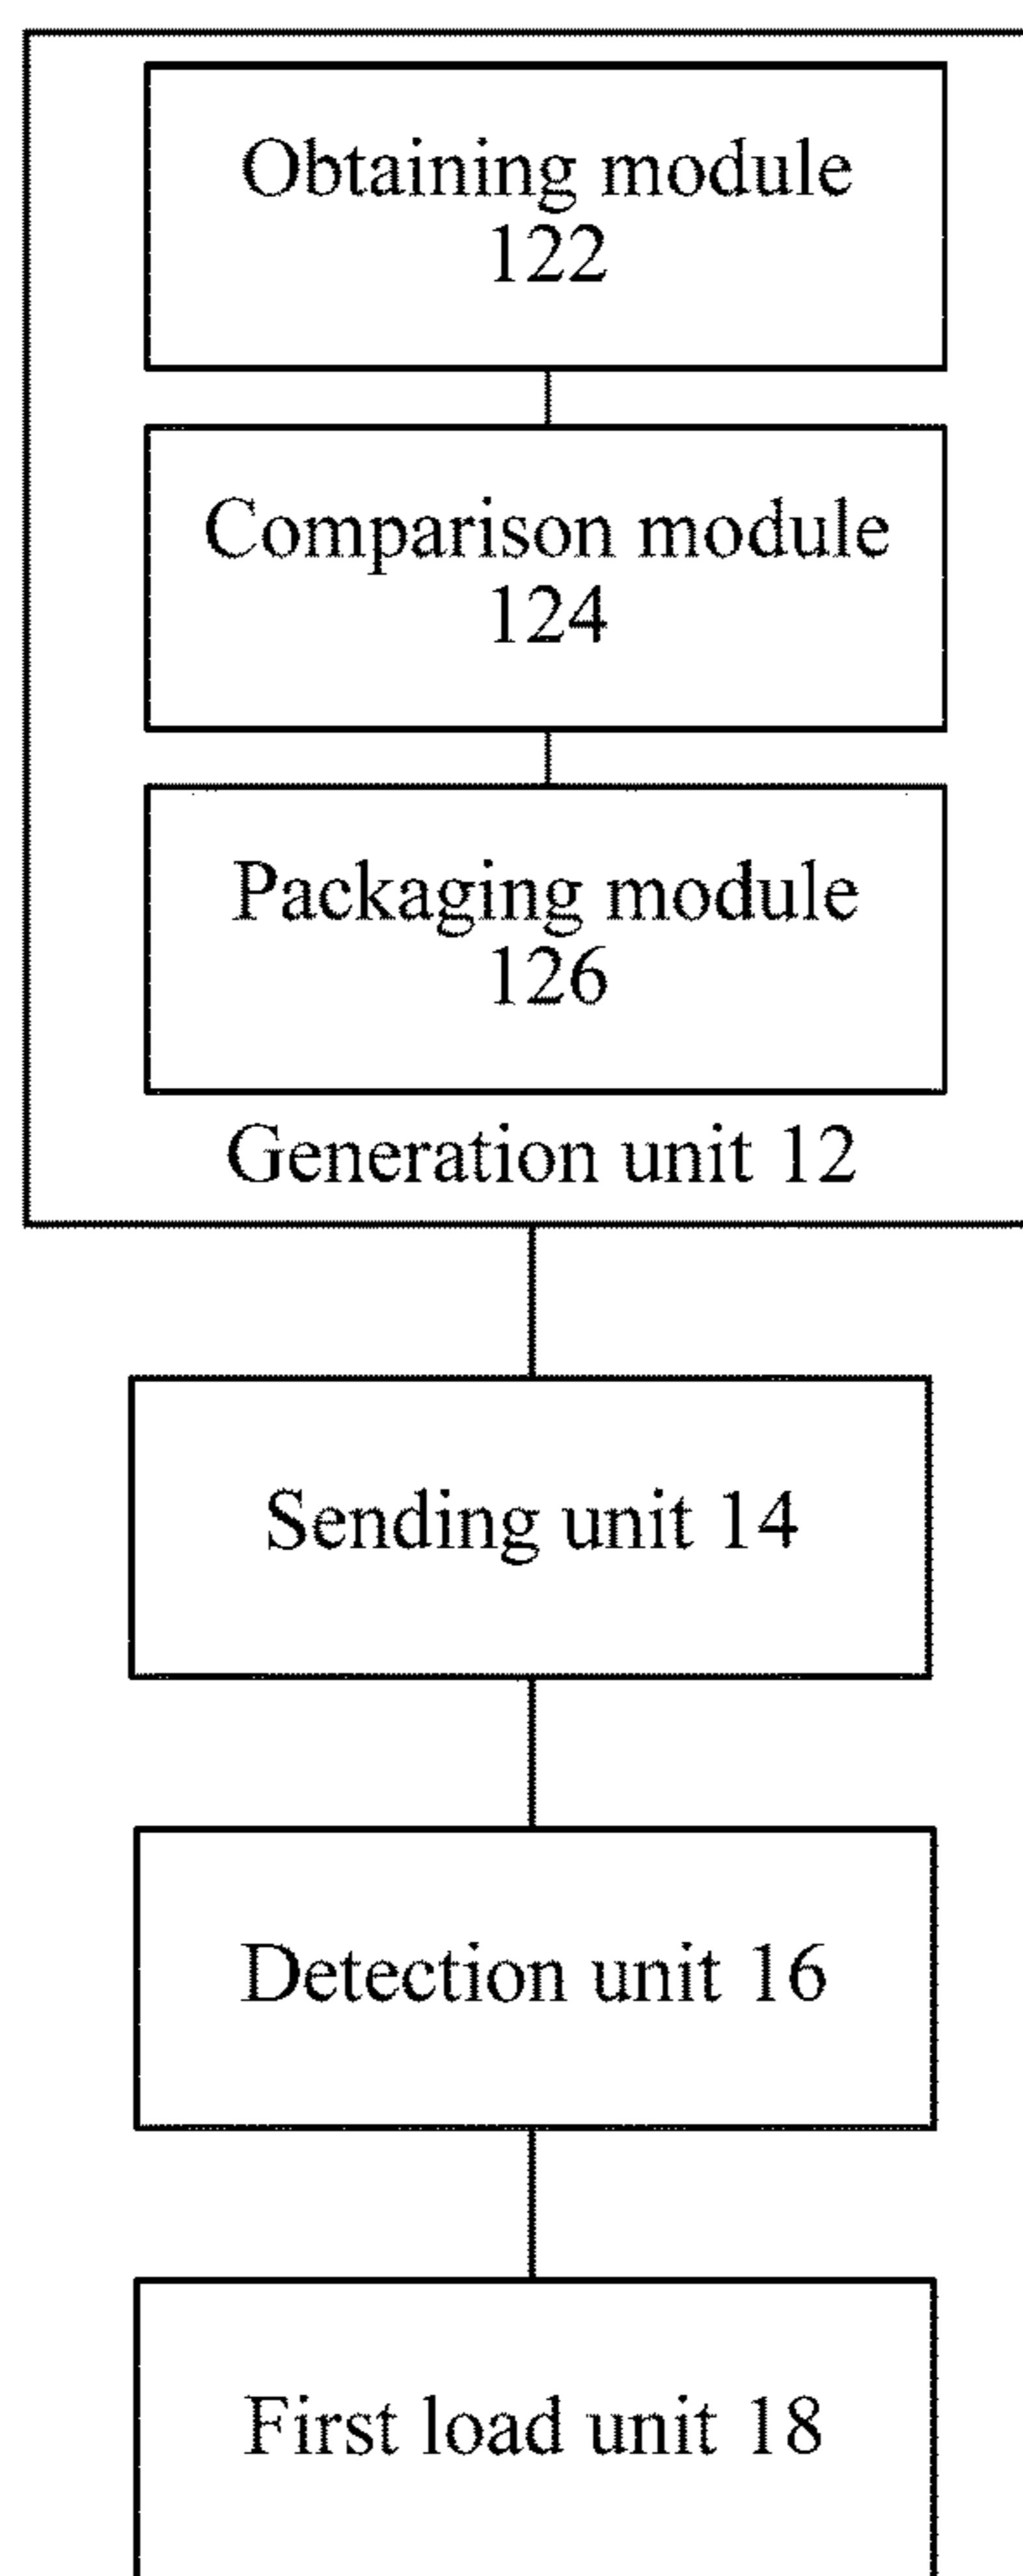 Obtaining module
122
Comparison module
124
Packaging module
126
Generation unit 12
Sending unit 14
Detection unit 16
First load unit 18